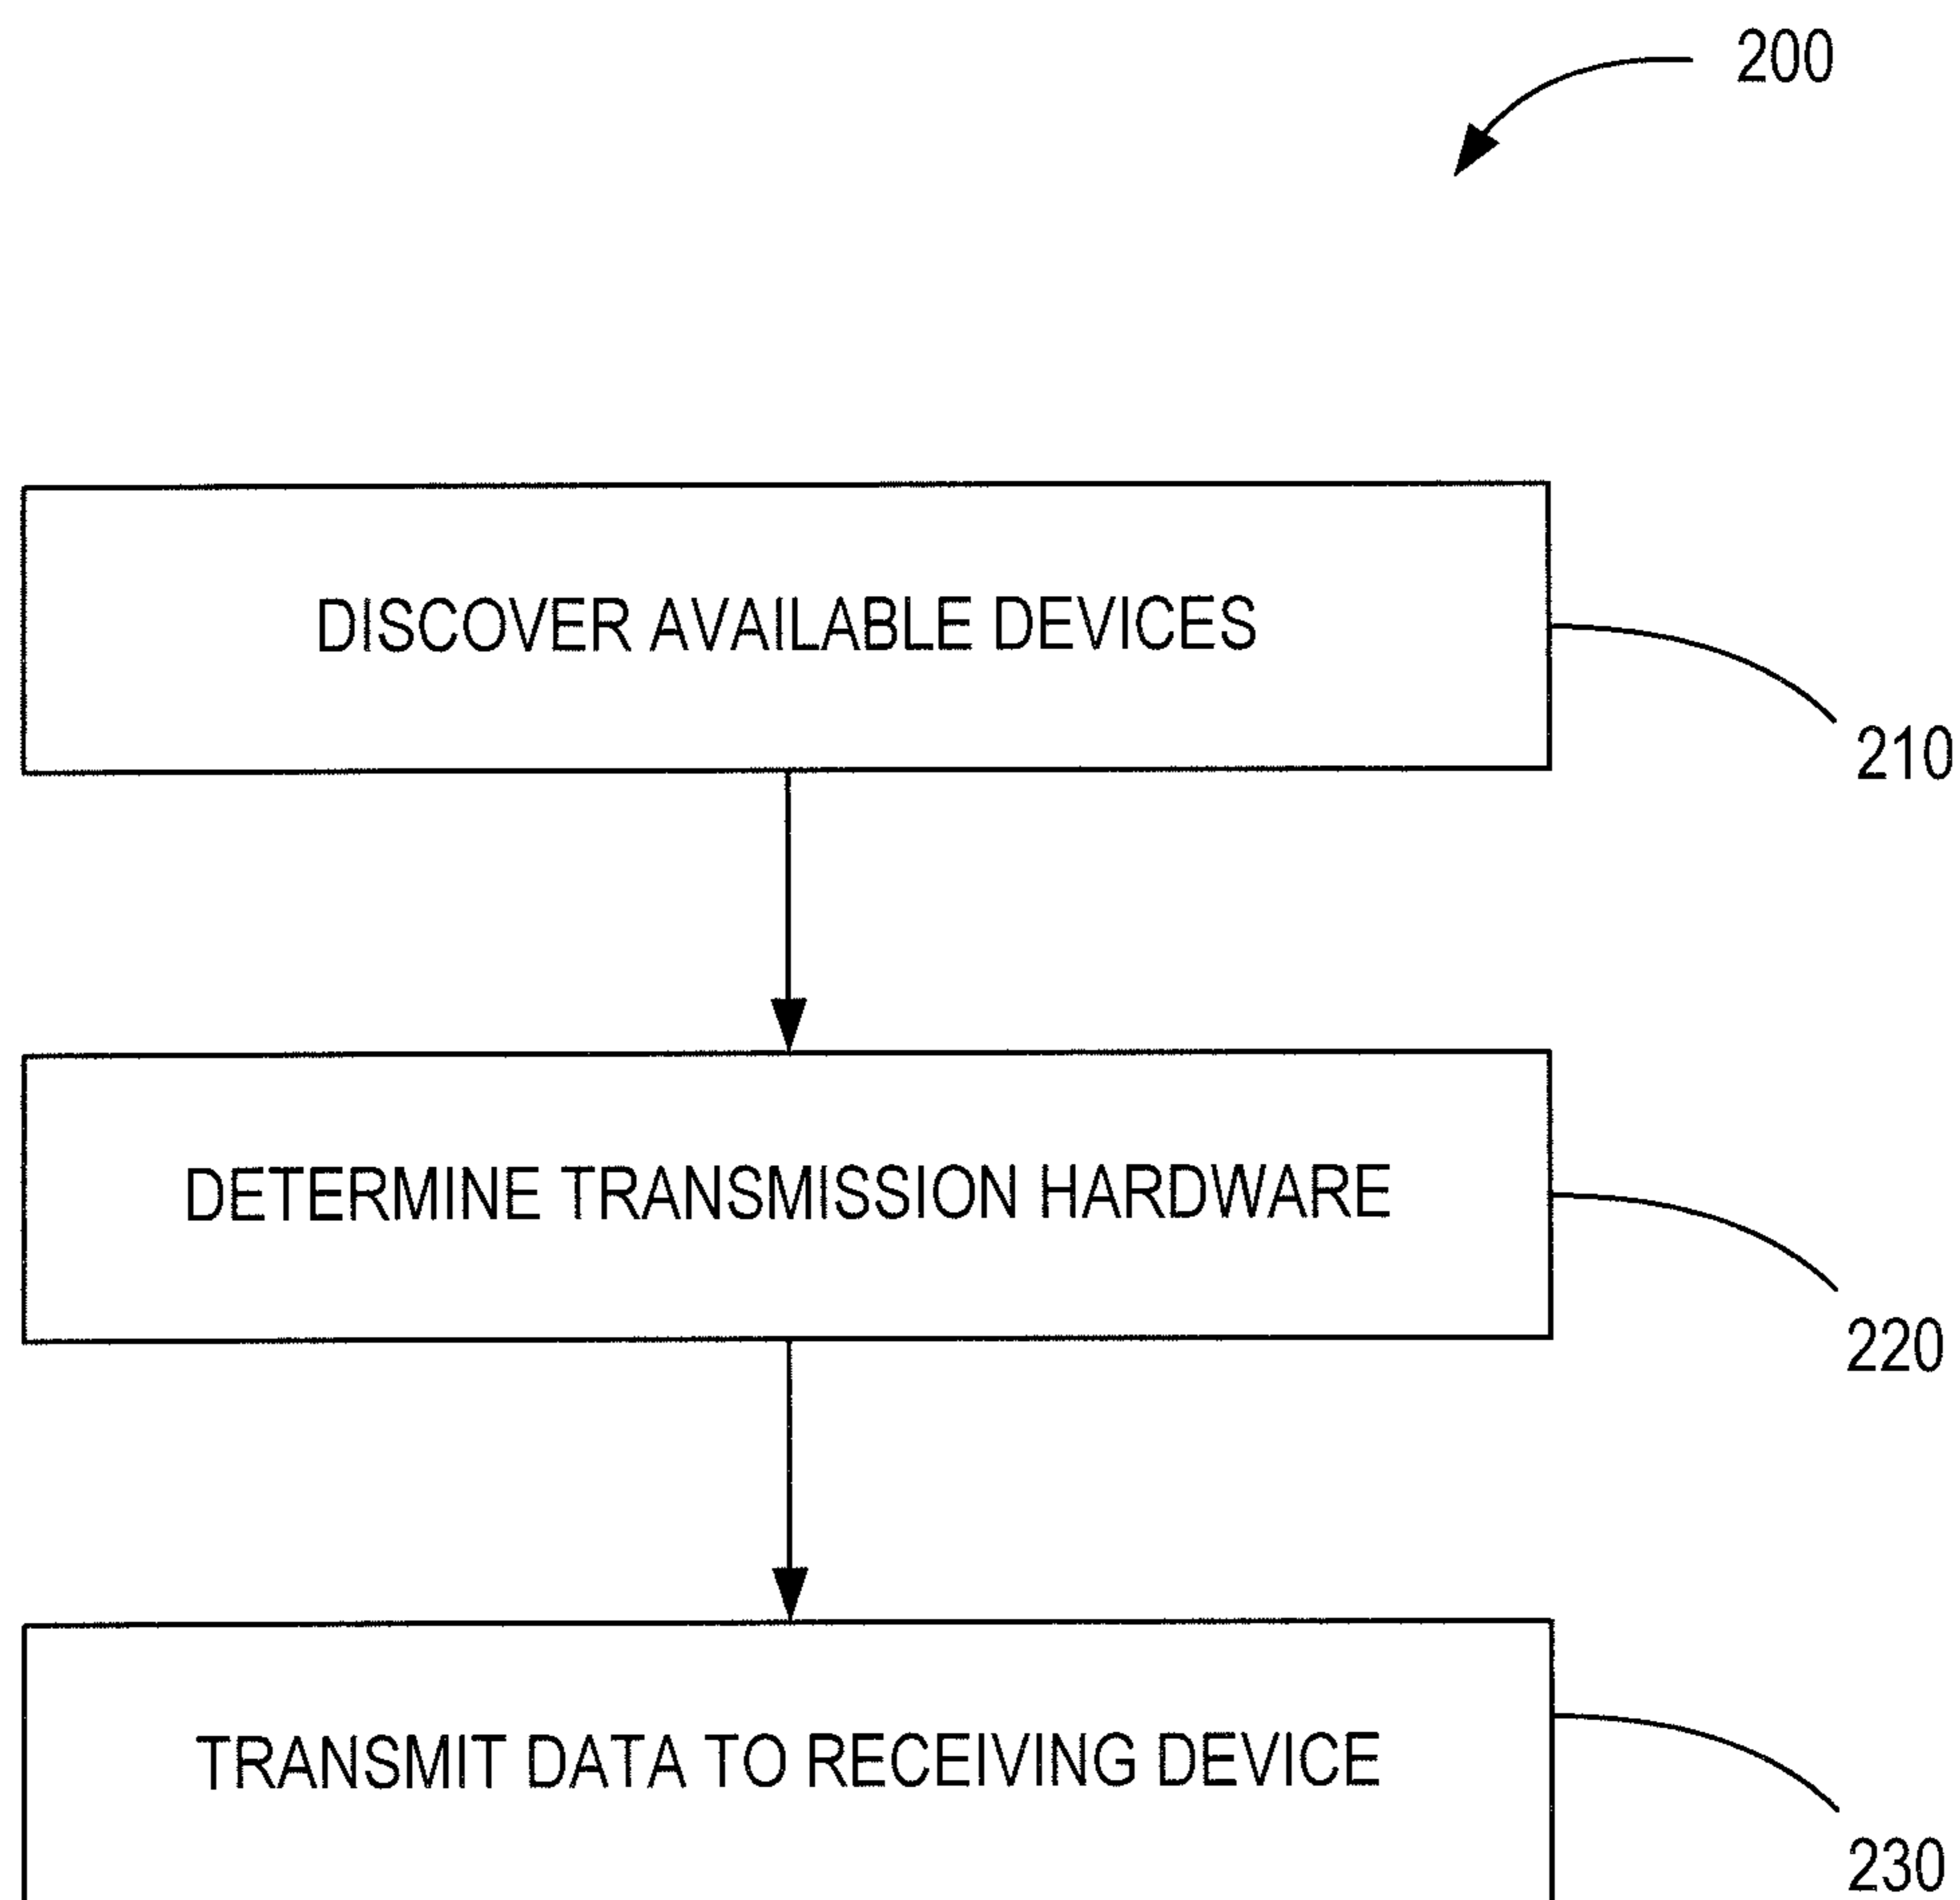 200
DISCOVER AVAILABLE DEVICES
210
DETERMINE TRANSMISSION HARDWARE
220
TRANSMIT DATA TO RECEIVING DEVICE
230